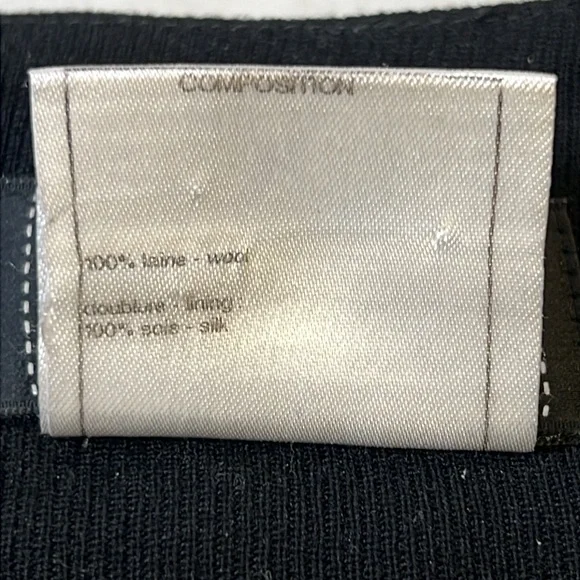 COMPOSITION
100% laine - wool
doublure - lining :
100% soie - silk